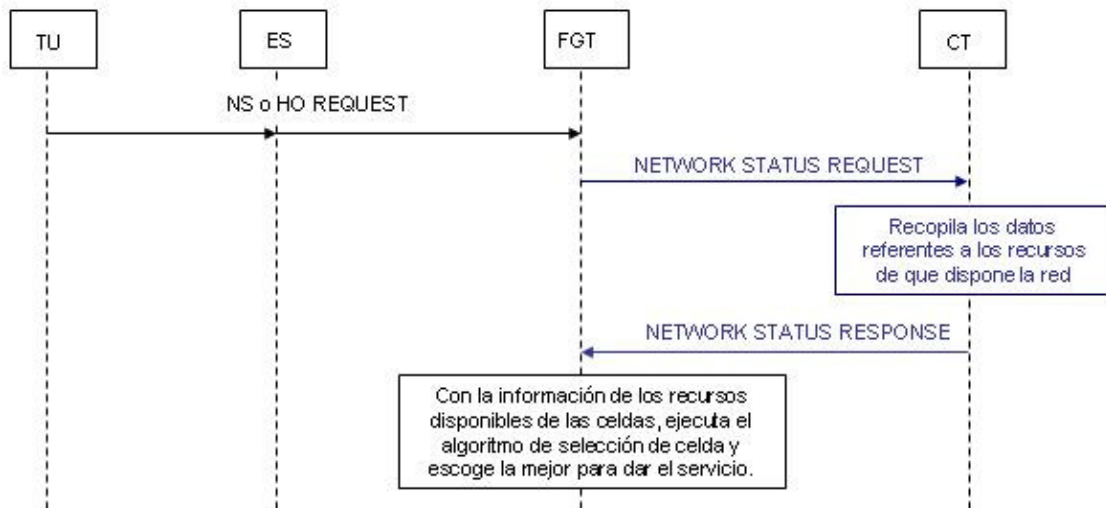 TU
ES
FGT
CT
NS o HO REQUEST
NETWORK STATUS REQUEST
Recopila los datos
referentes a los recursos
de que dispone la red
NETWORK STATUS RESPONSE
Con la información de los recursos
disponibles de las celdas, ejecuta el
algoritmo de selección de celda y
escoge la mejor para dar el servicio.